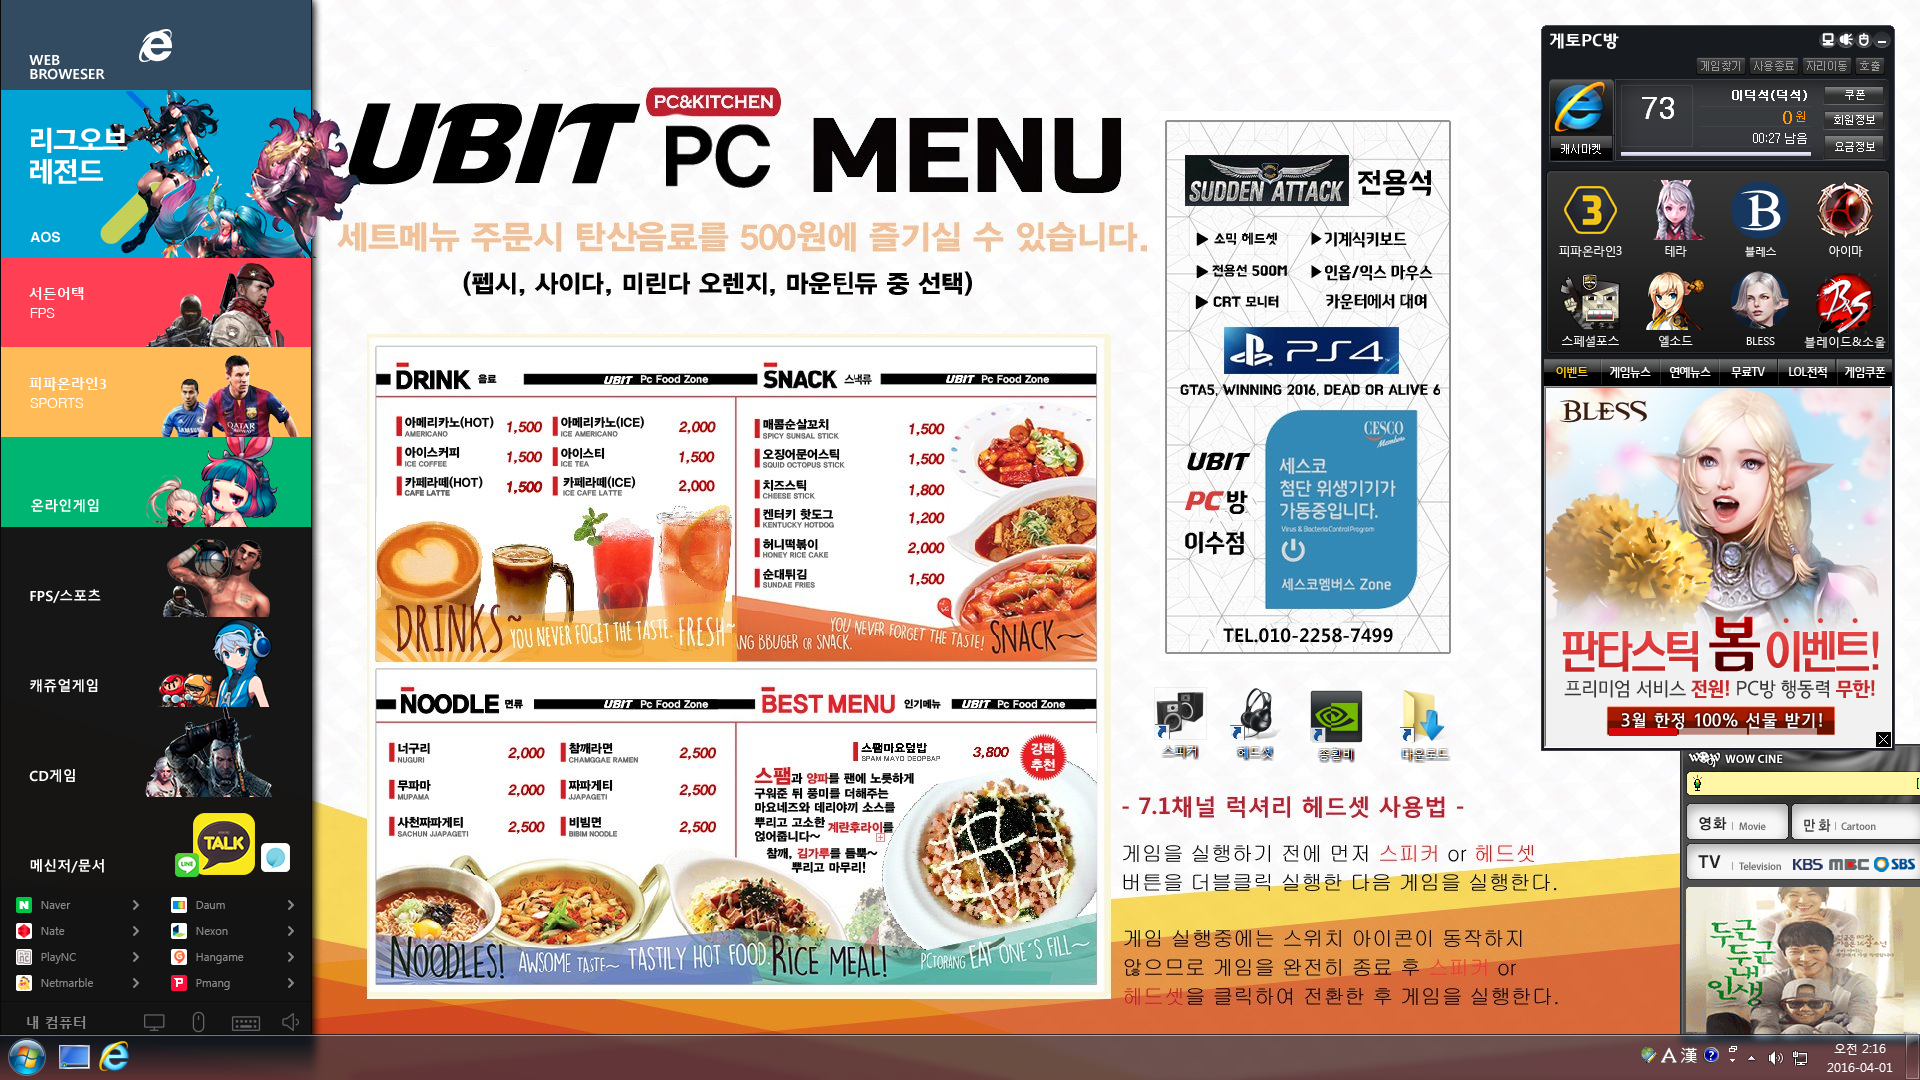 WEB
BROWESER
리그오브
레전드
AOS
서든어택
FPS
피파온라인3
SPORTS
온라인게임
FPS/스포츠
캐쥬얼게임
CD게임
TALK
LINE
메신저/문서
Naver
Daum
Nate
Nexon
PlayNC
Hangame
Netmarble
Pmang
내 컴퓨터
UBIT PC&KITCHEN PC MENU
세트메뉴 주문시 탄산음료를 500원에 즐기실 수 있습니다.
(펩시, 사이다, 미린다 오렌지, 마운틴듀 중 선택)
DRINK 음료 UBIT Pc Food Zone
아메리카노(HOT) 1,500
AMERICANO
아메리카노(ICE) 2,000
ICE AMERICANO
아이스커피 1,500
ICE COFFEE
아이스티 1,500
ICE TEA
카페라떼(HOT) 1,500
CAFE LATTE
카페라떼(ICE) 2,000
ICE CAFE LATTE
DRINKS~ YOU NEVER FOGET THE TASTE. FRESH~
SNACK 스낵류 UBIT Pc Food Zone
매콤순살꼬치 1,500
SPICY SUNSAL STICK
오징어문어스틱 1,500
SQUID OCTOPUS STICK
치즈스틱 1,800
CHEESE STICK
켄터키 핫도그 1,200
KENTUCKY HOTDOG
허니떡볶이 2,000
HONEY RICE CAKE
순대튀김 1,500
SUNDAE FRIES
ANG BBUGER OR SNACK. YOU NEVER FORGET THE TASTE! SNACK~
NOODLE 면류 UBIT Pc Food Zone
너구리 2,000
NUGURI
참깨라면 2,500
CHAMGGAE RAMEN
무파마 2,000
MUPAMA
짜파게티 2,500
JJAPAGETI
사천짜파게티 2,500
SACHUN JJAPAGETI
비빔면 2,500
BIBIM NOODLE
NOODLES! AWSOME TASTE~ TASTILY HOT FOOD.
BEST MENU 인기메뉴 UBIT Pc Food Zone
스팸마요덮밥 3,800
SPAM MAYO DEOPBAP
강력
추천
스팸과 양파를 팬에 노릇하게
구워준 뒤 풍미를 더해주는
마요네즈와 데리야끼 소스를
뿌리고 고소한 계란후라이를
얹어줍니다~
참깨, 김가루를 듬뿍~
뿌리고 마무리!
RICE MEAL! PCTORANG EAT ONE´S FILL~
SUDDEN ATTACK 전용석
▶ 소믹 헤드셋
▶기계식키보드
▶전용선 500M
▶인옵/익스 마우스
▶CRT 모니터
카운터에서 대여
PS4
GTA5, WINNING 2016, DEAD OR ALIVE 6
UBIT
PC방
이수점
CESCO
Members
세스코
첨단 위생기기가
가동중입니다.
Virus & Bacteria Control Program
세스코멤버스 Zone
TEL.010-2258-7499
스피커
헤드셋
종횡비
다운로드
- 7.1채널 럭셔리 헤드셋 사용법 -
게임을 실행하기 전에 먼저 스피커 or 헤드셋
버튼을 더블클릭 실행한 다음 게임을 실행한다.
게임 실행중에는 스위치 아이콘이 동작하지
않으므로 게임을 완전히 종료 후 스피커 or
헤드셋을 클릭하여 전환한 후 게임을 실행한다.
게토PC방
게임찾기 사용종료 자리이동 호출
캐시마켓
73
이덕석(덕석)
0원
00:27 남음
쿠폰
회원정보
요금정보
3
B
피파온라인3 테라 블레스 아이마
B&S
스페셜포스 엘소드 BLESS 블레이드&소울
이벤트 게임뉴스 연예뉴스 무료TV LOL전적 게임쿠폰
BLESS
판타스틱 봄 이벤트!
프리미엄 서비스 전원! PC방 행동력 무한!
3월 한정 100% 선물 받기!
WOW CINE
영화 | Movie
만화 | Cartoon
TV | Television KBS MBC SBS
두근
두근
내
인생
A 漢
오전 2:16
2016-04-01